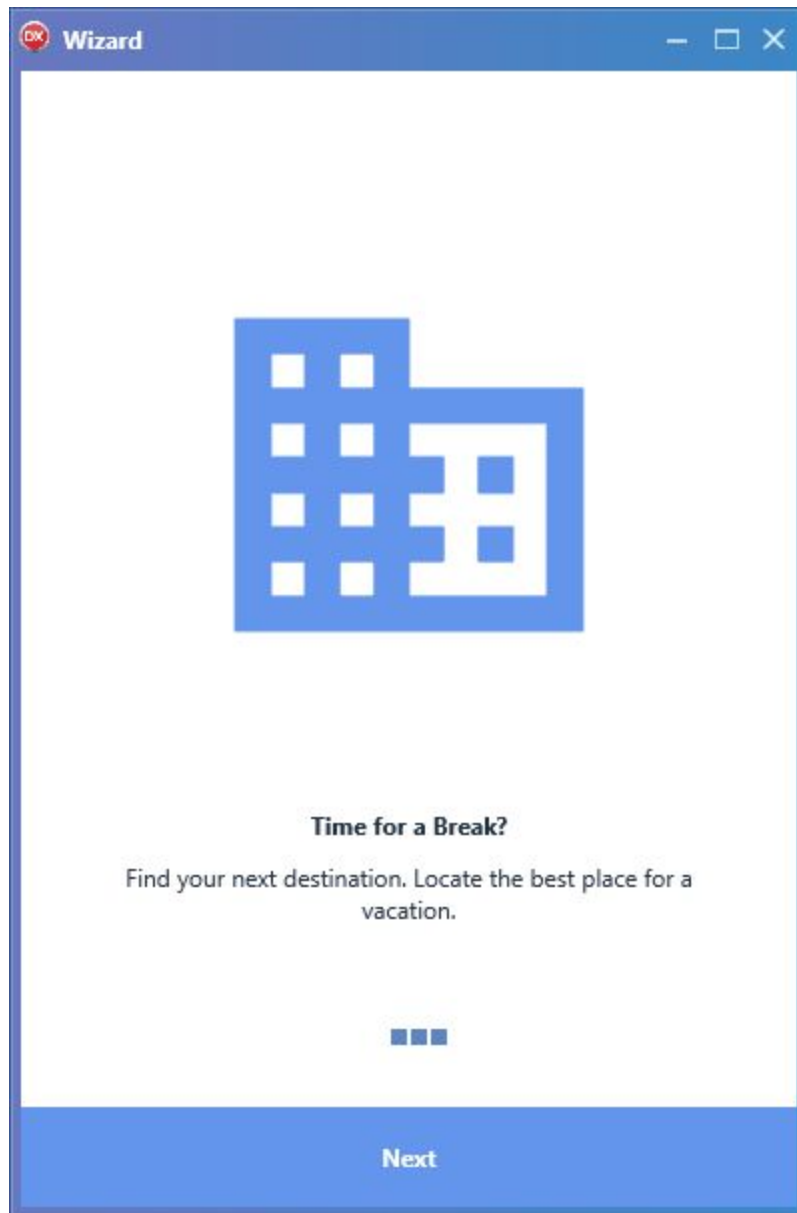 DX Wizard
Time for a Break?
Find your next destination. Locate the best place for a
vacation.
Next